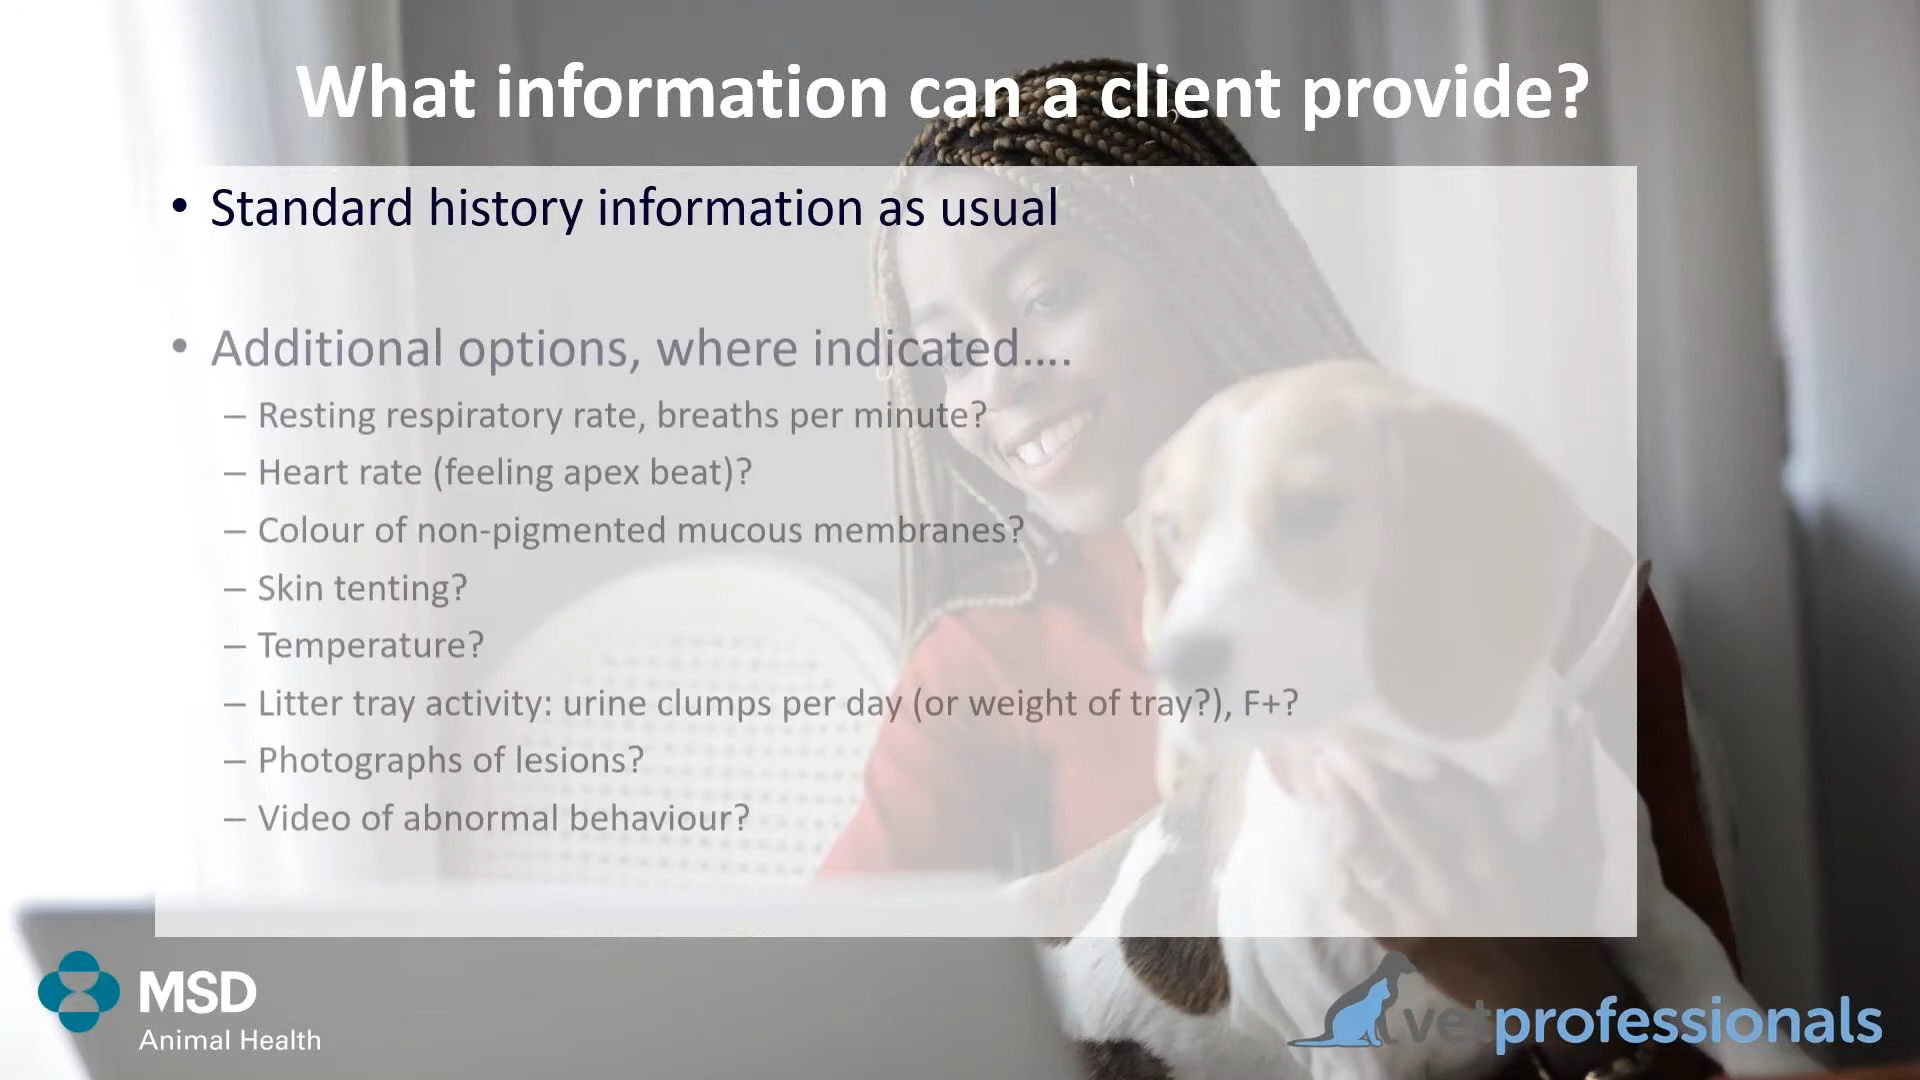 What information can a client provide?
• Standard history information as usual
• Additional options, where indicated....
– Resting respiratory rate, breaths per minute?
– Heart rate (feeling apex beat)?
– Colour of non-pigmented mucous membranes?
– Skin tenting?
– Temperature?
– Litter tray activity: urine clumps per day (or weight of tray?), F+?
– Photographs of lesions?
– Video of abnormal behaviour?
MSD
Animal Health
vetprofessionals